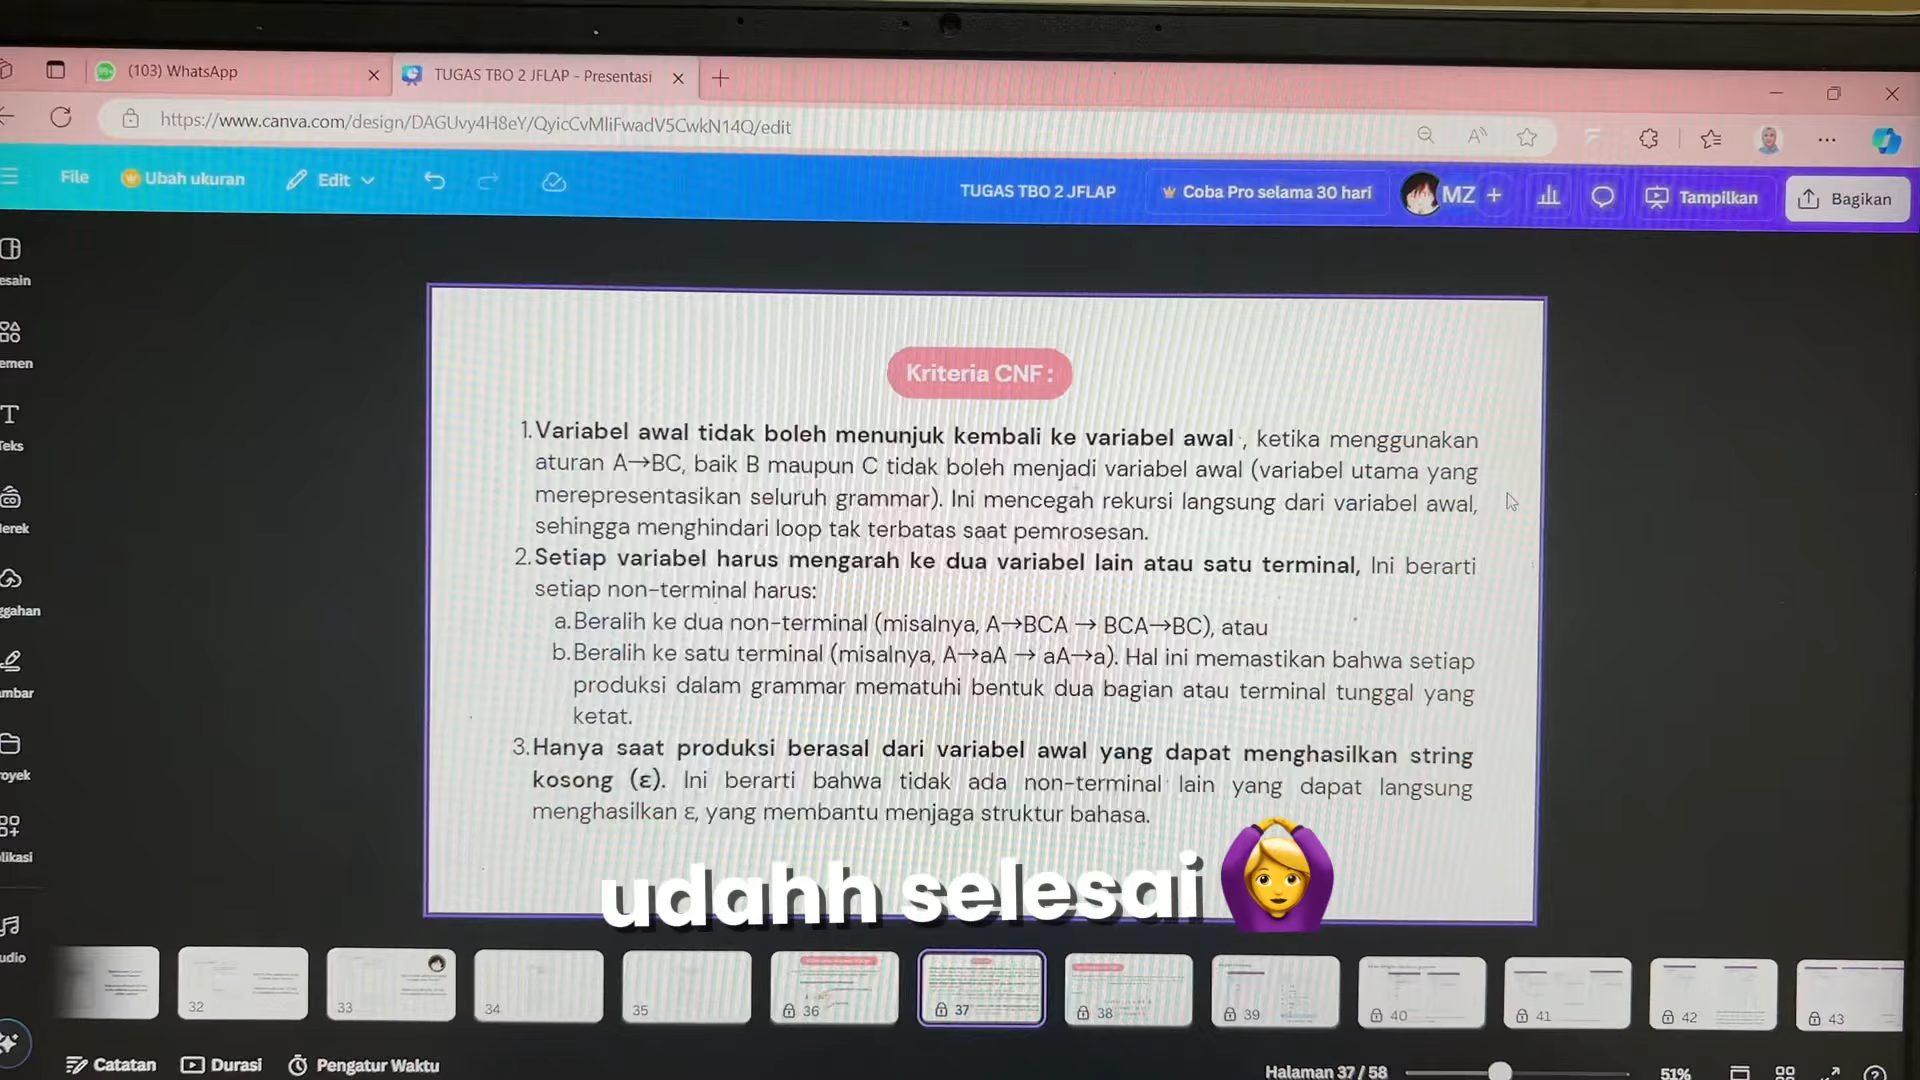 (103) WhatsApp
TUGAS TBO 2 JFLAP - Presentasi
https://www.canva.com/design/DAGUvy4H8eY/QyicCvMliFwadV5CwkN14Q/edit
File
Ubah ukuran
Edit
TUGAS TBO 2 JFLAP
Coba Pro selama 30 hari
MZ
Tampilkan
Bagikan
esain
emen
Teks
erek
ggahan
ambar
royek
likasi
udio
Kriteria CNF :
1. Variabel awal tidak boleh menunjuk kembali ke variabel awal , ketika menggunakan
aturan A→BC, baik B maupun C tidak boleh menjadi variabel awal (variabel utama yang
merepresentasikan seluruh grammar). Ini mencegah rekursi langsung dari variabel awal,
sehingga menghindari loop tak terbatas saat pemrosesan.
2. Setiap variabel harus mengarah ke dua variabel lain atau satu terminal, Ini berarti
setiap non-terminal harus:
a. Beralih ke dua non-terminal (misalnya, A→BCA → BCA→BC), atau
b. Beralih ke satu terminal (misalnya, A→aA → aA→a). Hal ini memastikan bahwa setiap
produksi dalam grammar mematuhi bentuk dua bagian atau terminal tunggal yang
ketat.
3. Hanya saat produksi berasal dari variabel awal yang dapat menghasilkan string
kosong (ε). Ini berarti bahwa tidak ada non-terminal lain yang dapat langsung
menghasilkan ε, yang membantu menjaga struktur bahasa.
udahh selesai
32
33
34
35
36
37
38
39
40
41
42
43
Catatan
Durasi
Pengatur Waktu
Halaman 37 / 58
51%